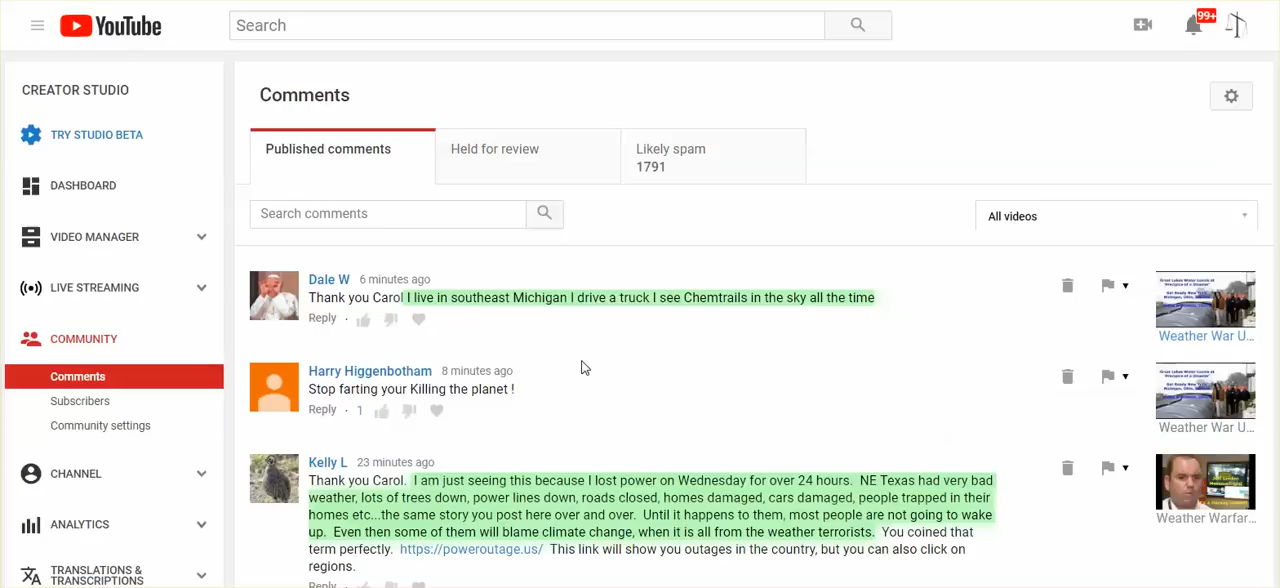 YouTube
Search
99+
CREATOR STUDIO
TRY STUDIO BETA
DASHBOARD
VIDEO MANAGER
LIVE STREAMING
COMMUNITY
Comments
Subscribers
Community settings
CHANNEL
ANALYTICS
TRANSLATIONS &
TRANSCRIPTIONS
Comments
Published comments
Held for review
Likely spam
1791
Search comments
All videos
Dale W 6 minutes ago
Thank you Carol I live in southeast Michigan I drive a truck I see Chemtrails in the sky all the time
Reply ·
Weather War U...
Harry Higgenbotham 8 minutes ago
Stop farting your Killing the planet !
Reply · 1
Weather War U...
Kelly L 23 minutes ago
Thank you Carol. I am just seeing this because I lost power on Wednesday for over 24 hours. NE Texas had very bad
weather, lots of trees down, power lines down, roads closed, homes damaged, cars damaged, people trapped in their
homes etc...the same story you post here over and over. Until it happens to them, most people are not going to wake
up. Even then some of them will blame climate change, when it is all from the weather terrorists. You coined that
term perfectly. https://poweroutage.us/ This link will show you outages in the country, but you can also click on
regions.
Reply ·
Weather Warfar...